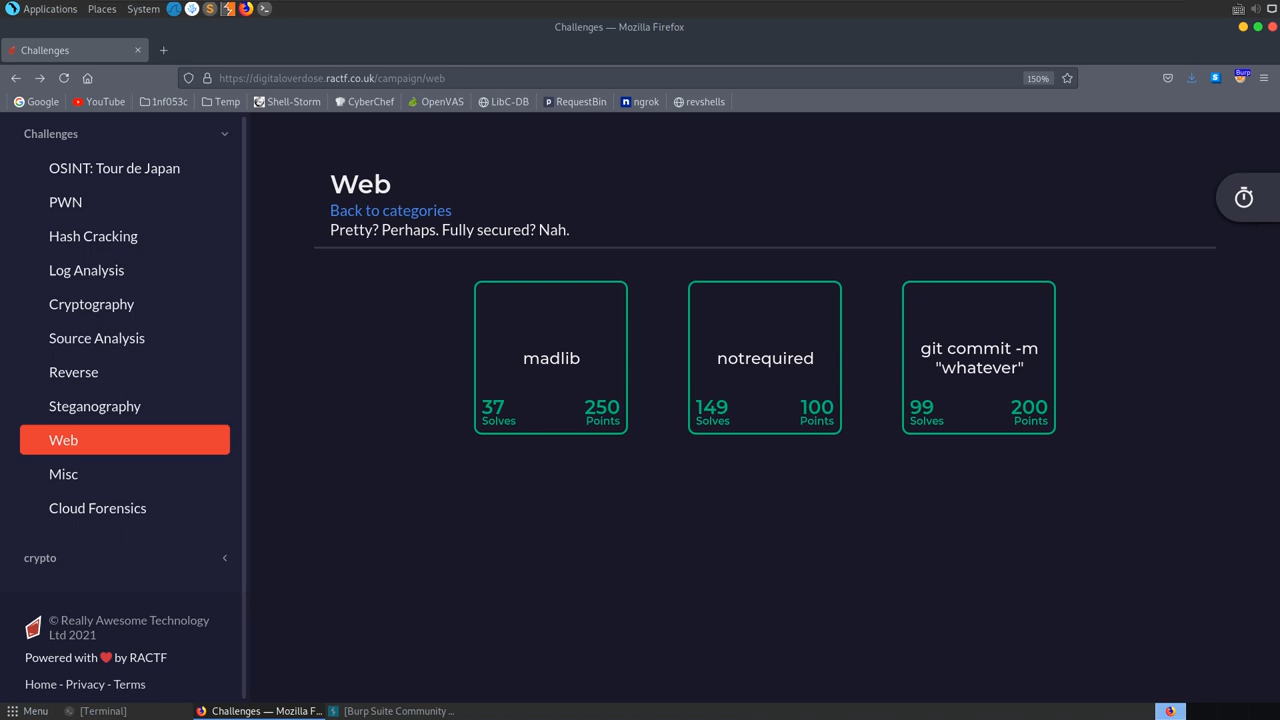 Applications Places System
Challenges — Mozilla Firefox
Challenges
https://digitaloverdose.ractf.co.uk/campaign/web
150%
Burp
Google YouTube 1nf053c Temp Shell-Storm CyberChef OpenVAS LibC-DB RequestBin ngrok revshells
Challenges
OSINT: Tour de Japan
PWN
Hash Cracking
Log Analysis
Cryptography
Source Analysis
Reverse
Steganography
Web
Misc
Cloud Forensics
crypto
© Really Awesome Technology
Ltd 2021
Powered with ❤ by RACTF
Home - Privacy - Terms
Web
Back to categories
Pretty? Perhaps. Fully secured? Nah.
madlib
37 250
Solves Points
notrequired
149 100
Solves Points
git commit -m
"whatever"
99 200
Solves Points
Menu [Terminal] Challenges — Mozilla F... [Burp Suite Community ...